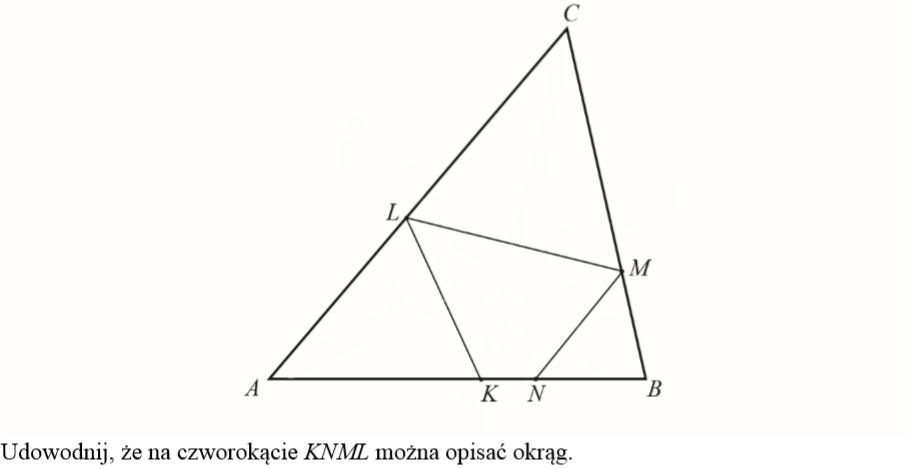 C
L
M
A
K N
B
Udowodnij, że na czworokącie KNML można opisać okrąg.